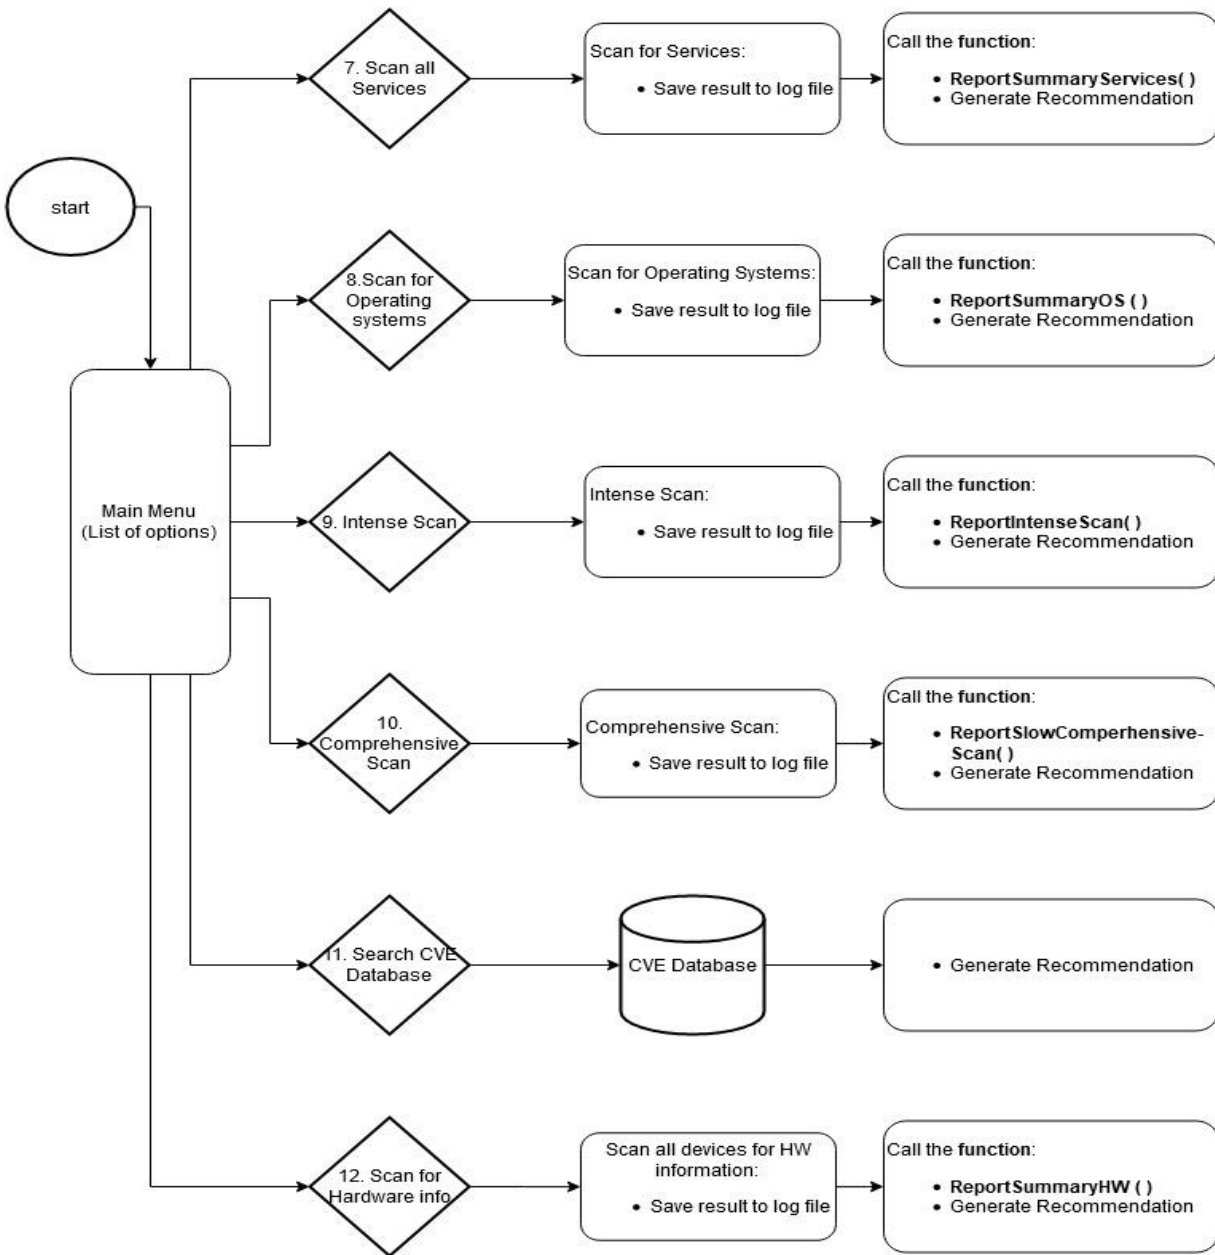 7. Scan all
Services
Scan for Services:
• Save result to log file
Call the function:
• ReportSummaryServices( )
• Generate Recommendation
start
8.Scan for
Operating
systems
Scan for Operating Systems:
• Save result to log file
Call the function:
• ReportSummaryOS ( )
• Generate Recommendation
Main Menu
(List of options)
9. Intense Scan
Intense Scan:
• Save result to log file
Call the function:
• ReportIntenseScan( )
• Generate Recommendation
10.
Comprehensive
Scan
Comprehensive Scan:
• Save result to log file
Call the function:
• ReportSlowComperhensive-
Scan( )
• Generate Recommendation
11. Search CVE
Database
CVE Database
• Generate Recommendation
12. Scan for
Hardware info
Scan all devices for HW
information:
• Save result to log file
Call the function:
• ReportSummaryHW ( )
• Generate Recommendation